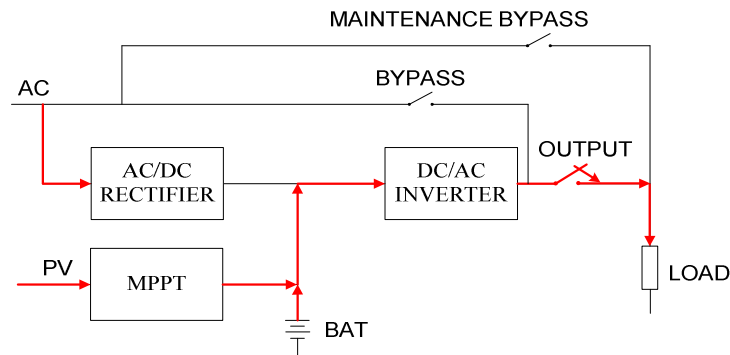 MAINTENANCE BYPASS
AC
BYPASS
OUTPUT
AC/DC
RECTIFIER
DC/AC
INVERTER
PV
MPPT
LOAD
BAT